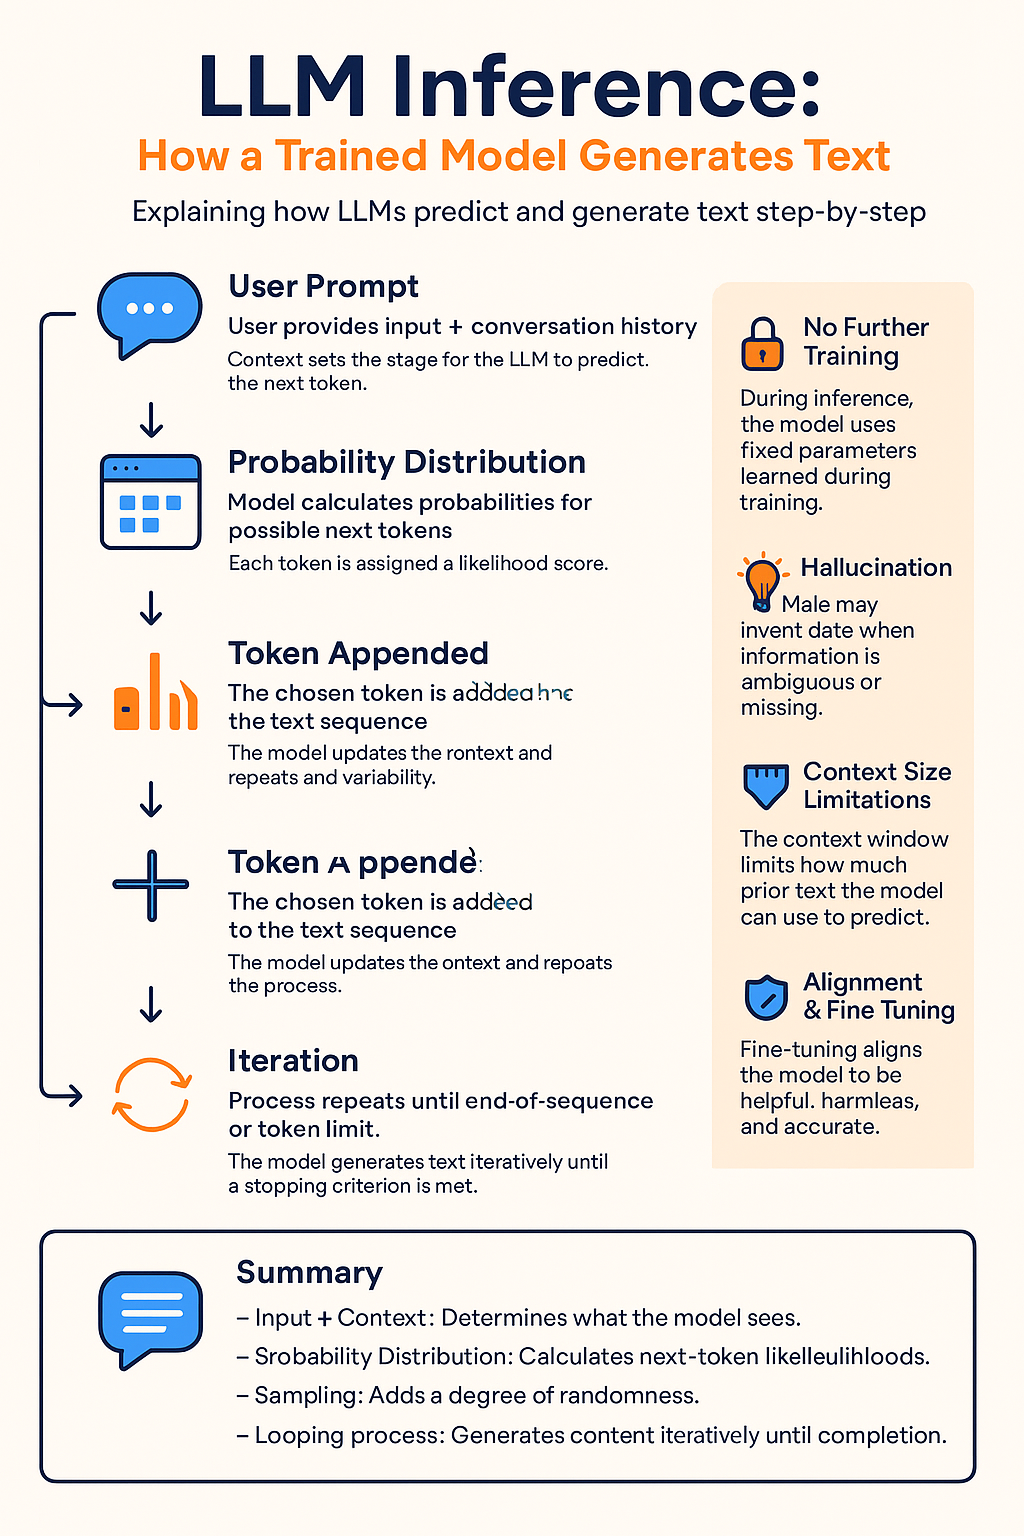 LLM Inference:
How a Trained Model Generates Text
Explaining how LLMs predict and generate text step-by-step
User Prompt
User provides input + conversation history
Context sets the stage for the LLM to predict.
the next token.
Probability Distribution
Model calculates probabilities for
possible next tokens
Each token is assigned a likelihood score.
Token Appended
The chosen token is
the text sequence
The model updates the rontext and
repeats and variability.
Token A ppende
The chosen token is addèed
to the text sequence
The model updates the ontext and repoats
the process.
Iteration
Process repeats until end-of-sequence
or token limit.
The model generates text iteratively until
a stopping criterion is met.
No Further
Training
During inference,
the model uses
fixed parameters
learned during
training.
Hallucination
Male may
invent date when
information is
ambiguous or
missing.
Context Size
Limitations
The context window
limits how much
prior text the model
can use to predict.
Alignment
& Fine Tuning
Fine-tuning aligns
the model to be
helpful. harmleas,
and accurate.
Summary
– Input + Context: Determines what the model sees.
– Srobability Distribution: Calculates next-token likelleulihloods.
– Sampling: Adds a degree of randomness.
– Looping process: Generates content iteratively until completion.